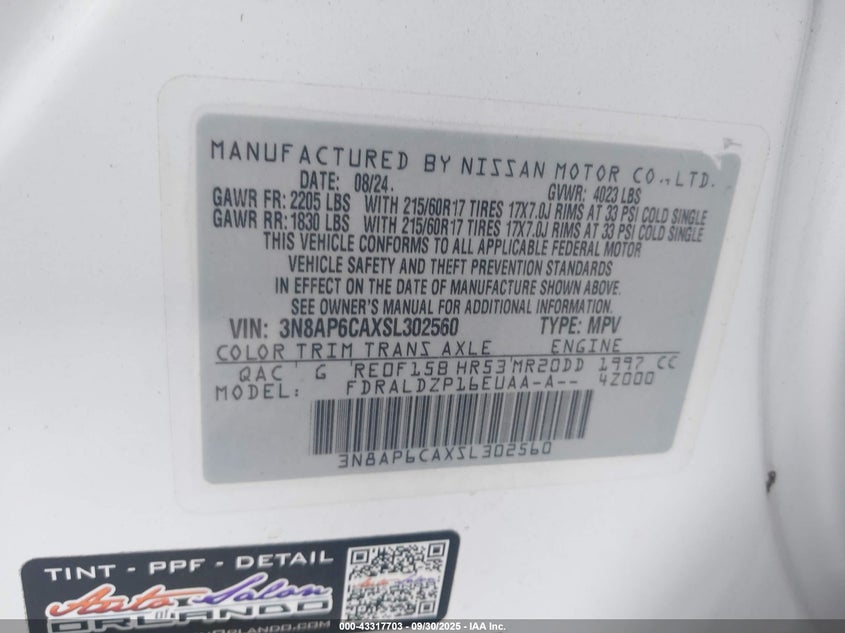 MANUFACTURED BY NISSAN MOTOR CO.,LTD.
DATE: 08/24. GVWR: 4023 LBS
GAWR FR: 2205 LBS WITH 215/60R17 TIRES 17X7.0J RIMS AT 33 PSI COLD SINGLE
GAWR RR: 1830 LBS WITH 215/60R17 TIRES 17X7.0J RIMS AT 33 PSI COLD SINGLE
THIS VEHICLE CONFORMS TO ALL APPLICABLE FEDERAL MOTOR
VEHICLE SAFETY AND THEFT PREVENTION STANDARDS
IN EFFECT ON THE DATE OF MANUFACTURE SHOWN ABOVE.
SEE OWNER'S MANUAL FOR ADDITIONAL INFORMATION.
VIN: 3N8AP6CAXSL302560 TYPE: MPV
COLOR TRIM TRANS AXLE ENGINE
QAC G RE0F15B HR53 MR20DD 1997 CC
MODEL: FDRALDZP16EUAA-A-- 4Z000
3N8AP6CAXSL302560
TINT - PPF - DETAIL
Auto Salon
ORLANDO
000-43317703 - 09/30/2025 - IAA Inc.